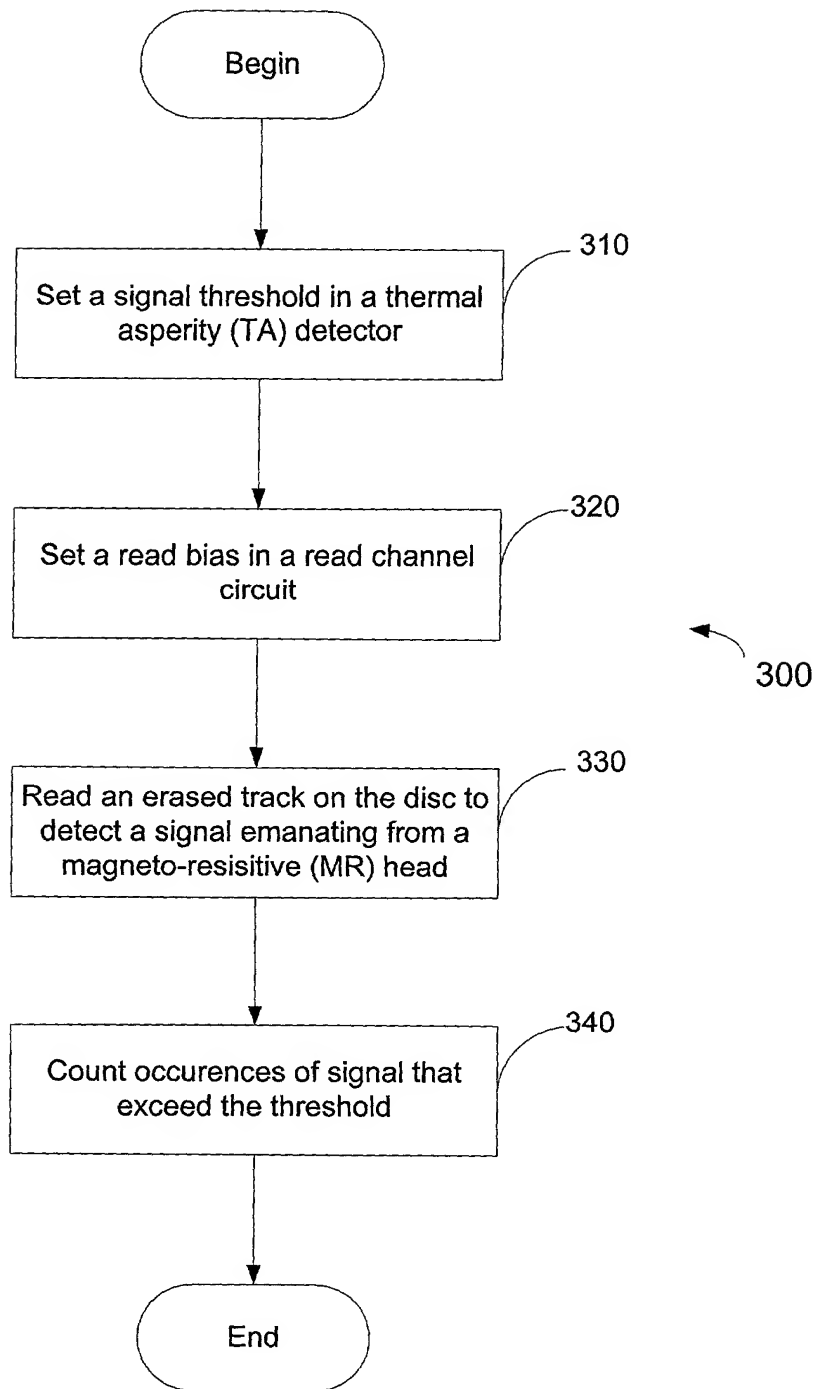 Begin
310
Set a signal threshold in a thermal
asperity (TA) detector
320
Set a read bias in a read channel
circuit
300
330
Read an erased track on the disc to
detect a signal emanating from a
magneto-resisitive (MR) head
340
Count occurences of signal that
exceed the threshold
End